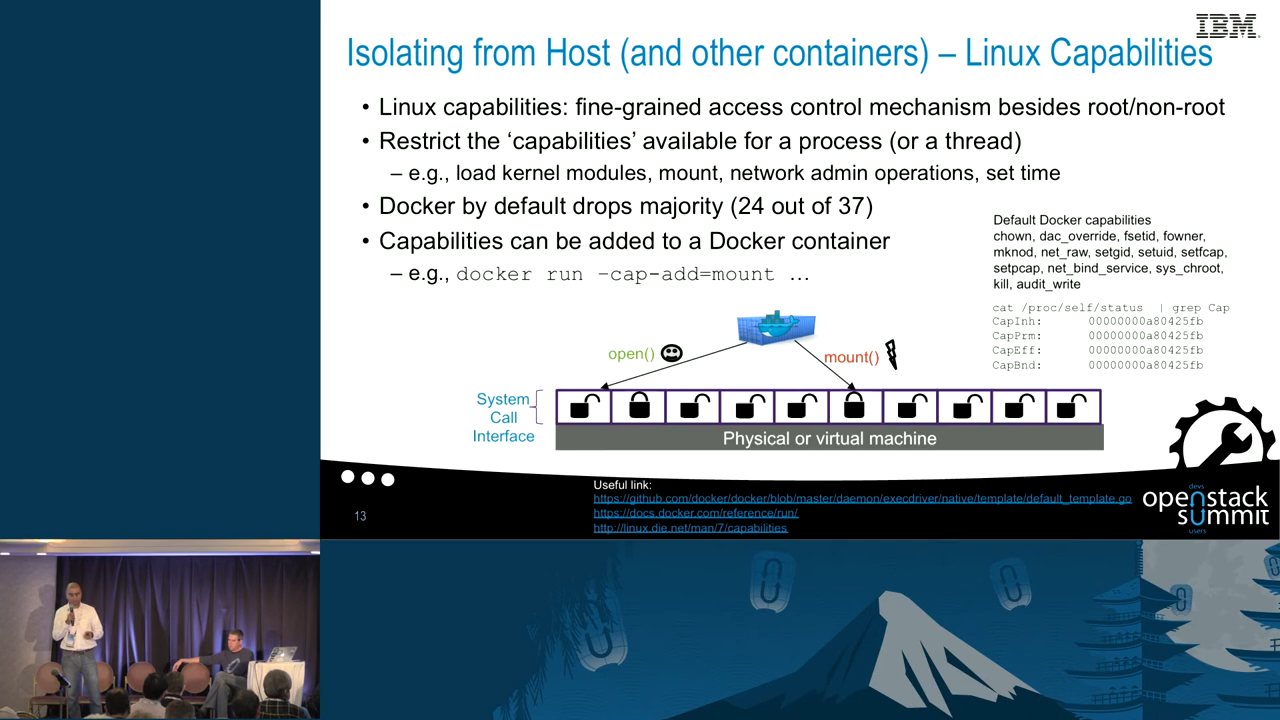 IBM
Isolating from Host (and other containers) – Linux Capabilities
• Linux capabilities: fine-grained access control mechanism besides root/non-root
• Restrict the ‘capabilities’ available for a process (or a thread)
– e.g., load kernel modules, mount, network admin operations, set time
• Docker by default drops majority (24 out of 37)
• Capabilities can be added to a Docker container
– e.g., docker run –cap-add=mount …
Default Docker capabilities
chown, dac_override, fsetid, fowner,
mknod, net_raw, setgid, setuid, setfcap,
setpcap, net_bind_service, sys_chroot,
kill, audit_write
cat /proc/self/status | grep Cap
CapInh: 00000000a80425fb
CapPrm: 00000000a80425fb
CapEff: 00000000a80425fb
CapBnd: 00000000a80425fb
open()
mount()
System
Call
Interface
Physical or virtual machine
Useful link:
https://github.com/docker/docker/blob/master/daemon/execdriver/native/template/default_template.go
https://docs.docker.com/reference/run/
http://linux.die.net/man/7/capabilities
13
devs
openstack
summit
users